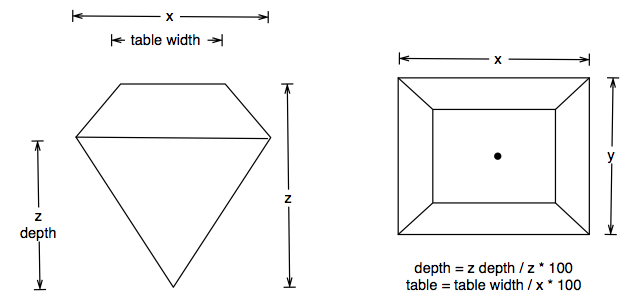 x
table width
z
depth
z
x
y
depth = z depth / z * 100
table = table width / x * 100